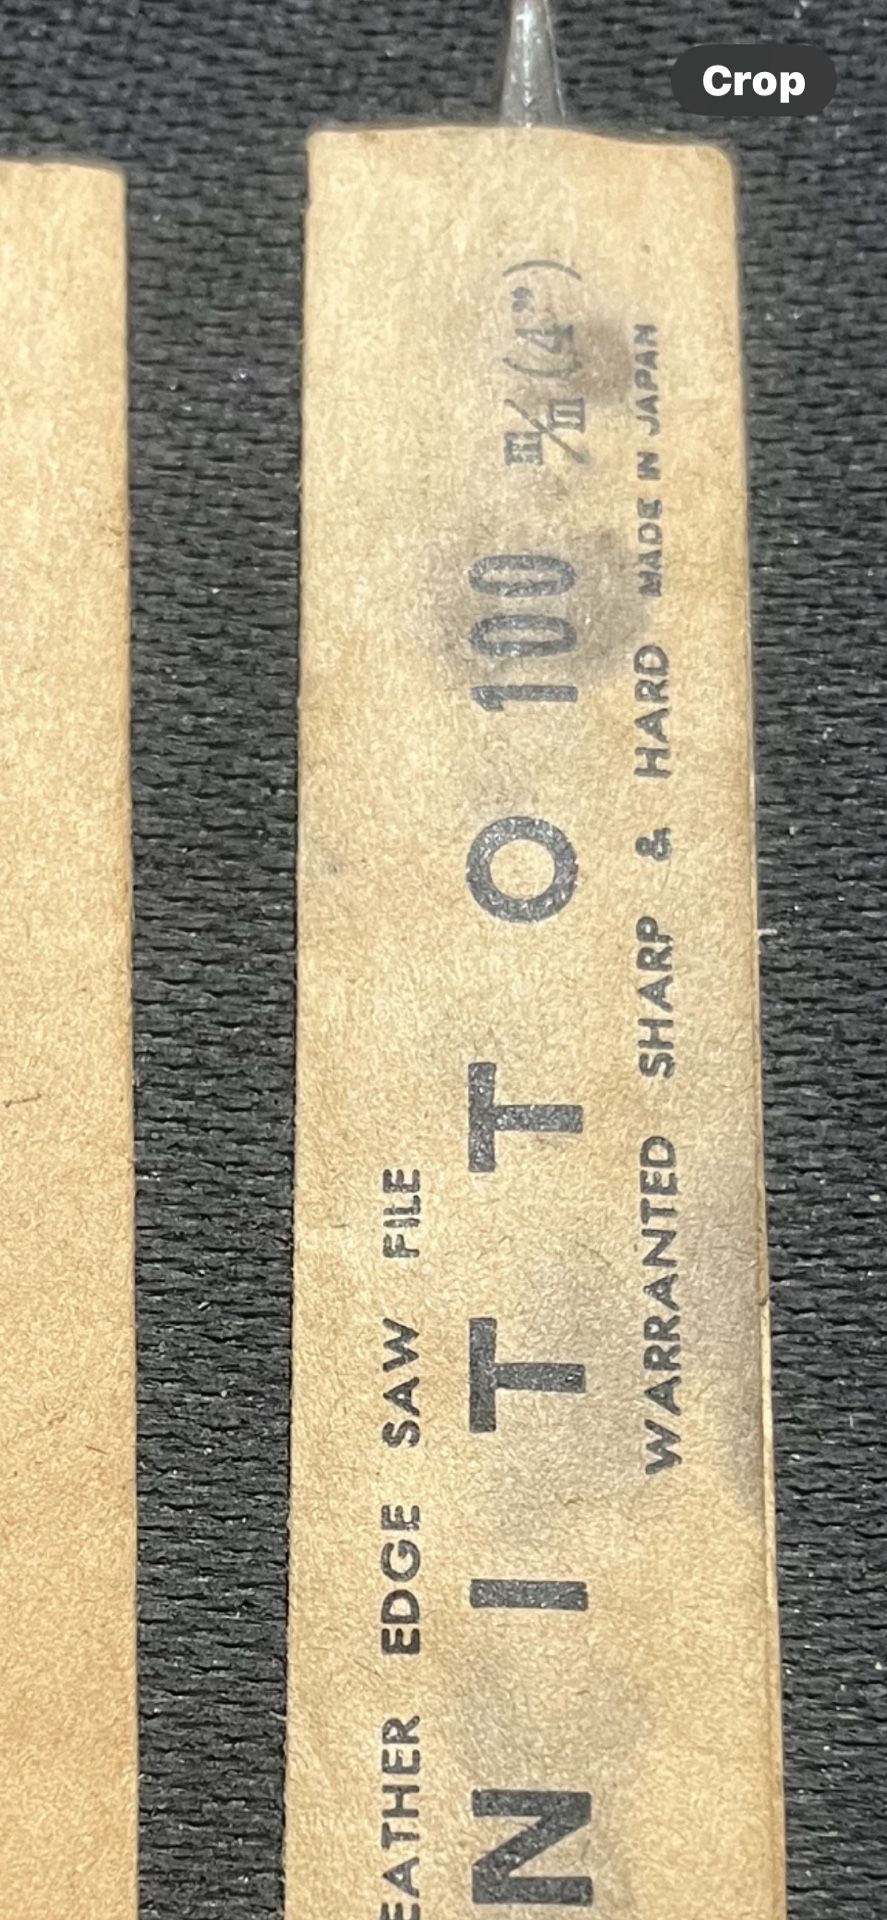 Crop
EATHER EDGE SAW FILE
NITTO 100 m/m (4")
WARRANTED SHARP & HARD MADE IN JAPAN